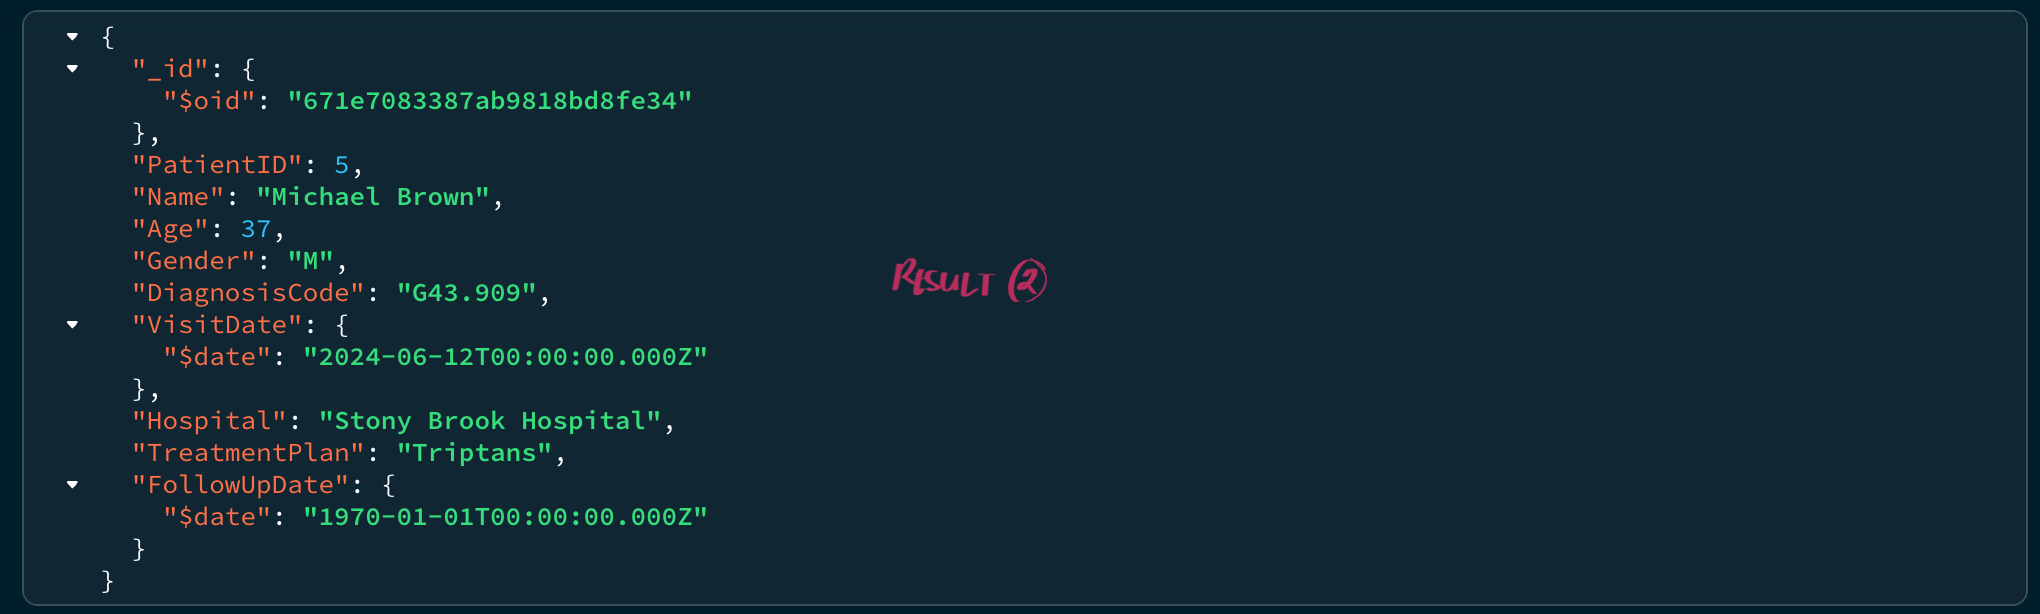 {
"_id": {
"$oid": "671e7083387ab9818bd8fe34"
},
"PatientID": 5,
"Name": "Michael Brown",
"Age": 37,
"Gender": "M",
"DiagnosisCode": "G43.909",
RESULT 2
"VisitDate": {
"$date": "2024-06-12T00:00:00.000Z"
},
"Hospital": "Stony Brook Hospital",
"TreatmentPlan": "Triptans",
"FollowUpDate": {
"$date": "1970-01-01T00:00:00.000Z"
}
}